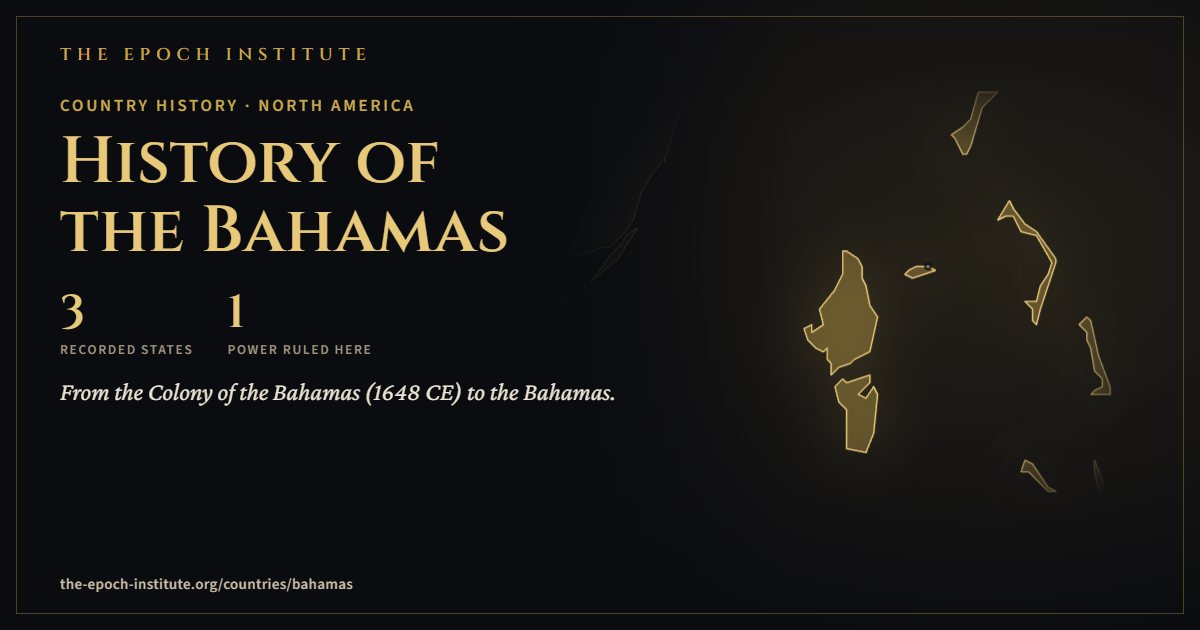 THE EPOCH INSTITUTE
COUNTRY HISTORY · NORTH AMERICA
HISTORY OF
THE BAHAMAS
3 1
RECORDED STATES POWER RULED HERE
From the Colony of the Bahamas (1648 CE) to the Bahamas.
the-epoch-institute.org/countries/bahamas